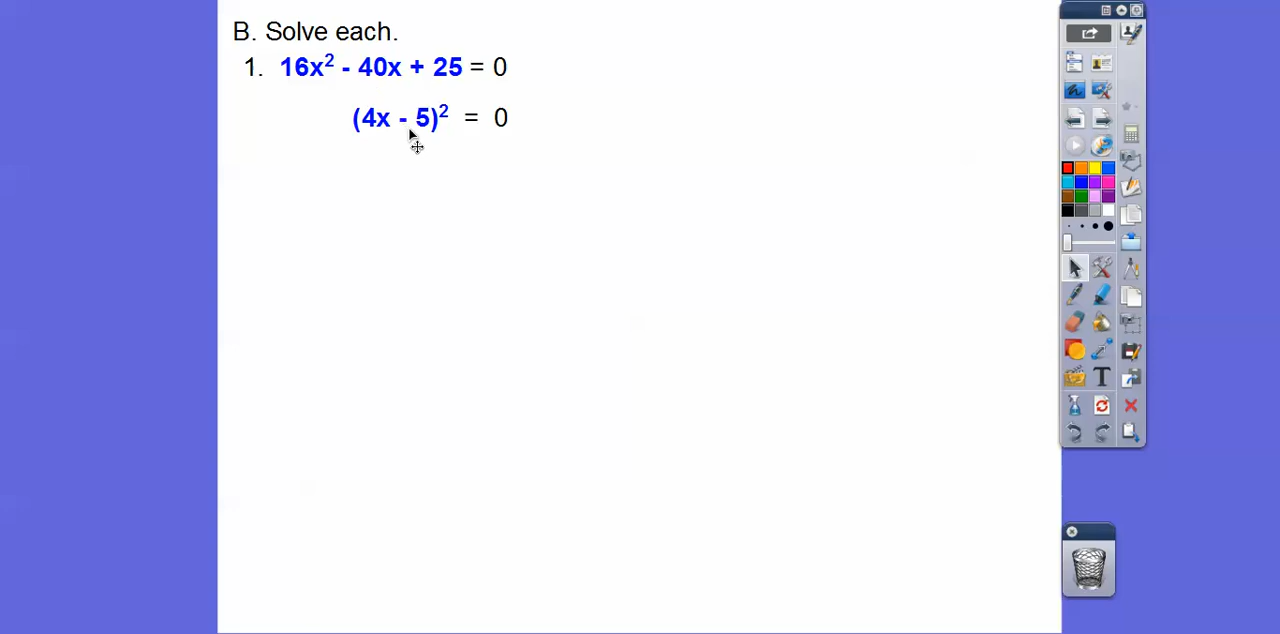 B. Solve each.
1. 16x² - 40x + 25 = 0
(4x - 5)² = 0